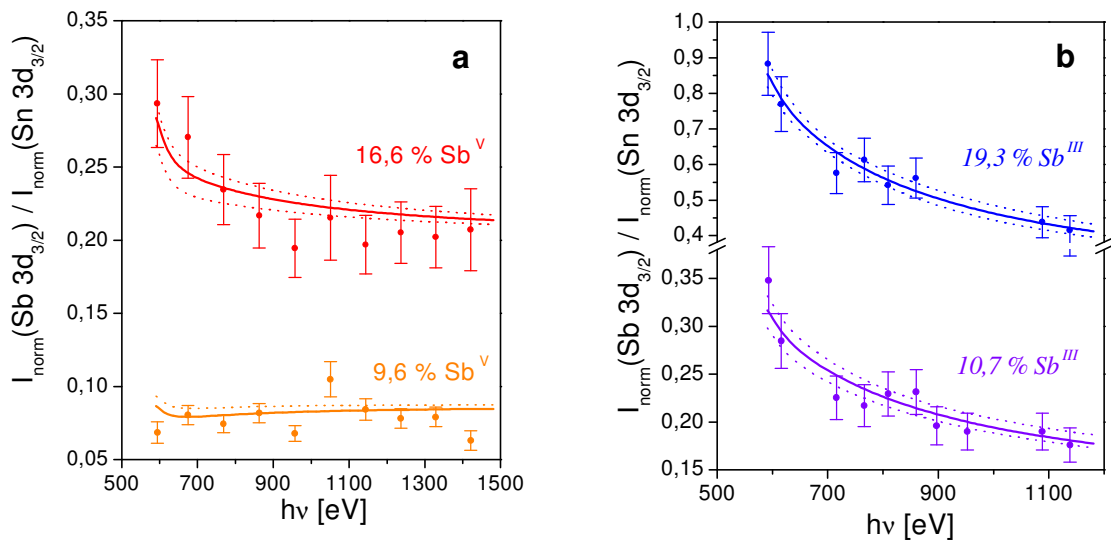 a
I_norm(Sb 3d_3/2) / I_norm(Sn 3d_3/2)
0,35
0,30
0,25
0,20
0,15
0,10
0,05
16,6 % Sb^V
9,6 % Sb^V
500 700 900 1100 1300 1500
hν [eV]
b
I_norm(Sb 3d_3/2) / I_norm(Sn 3d_3/2)
1,0
0,9
0,8
0,7
0,6
0,5
0,4
0,35
0,30
0,25
0,20
0,15
19,3 % Sb^III
10,7 % Sb^III
500 700 900 1100
hν [eV]